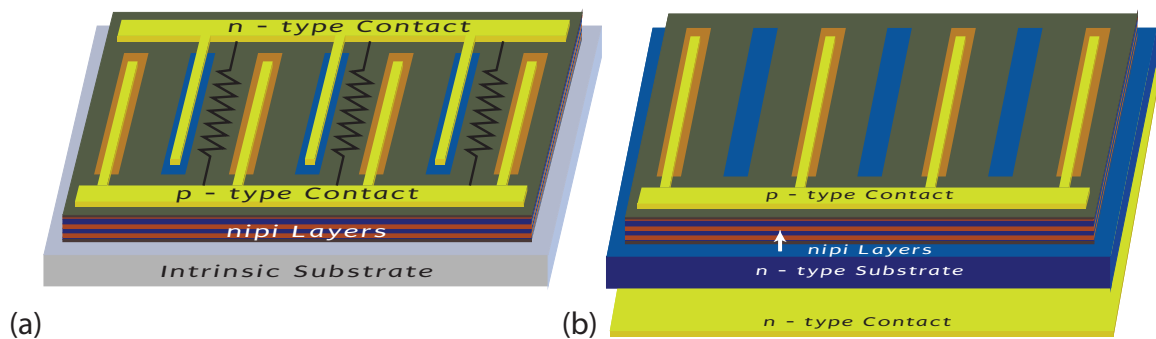 n - type Contact
p - type Contact
nipi Layers
Intrinsic Substrate
(a)
p - type Contact
nipi Layers
n - type Substrate
n - type Contact
(b)